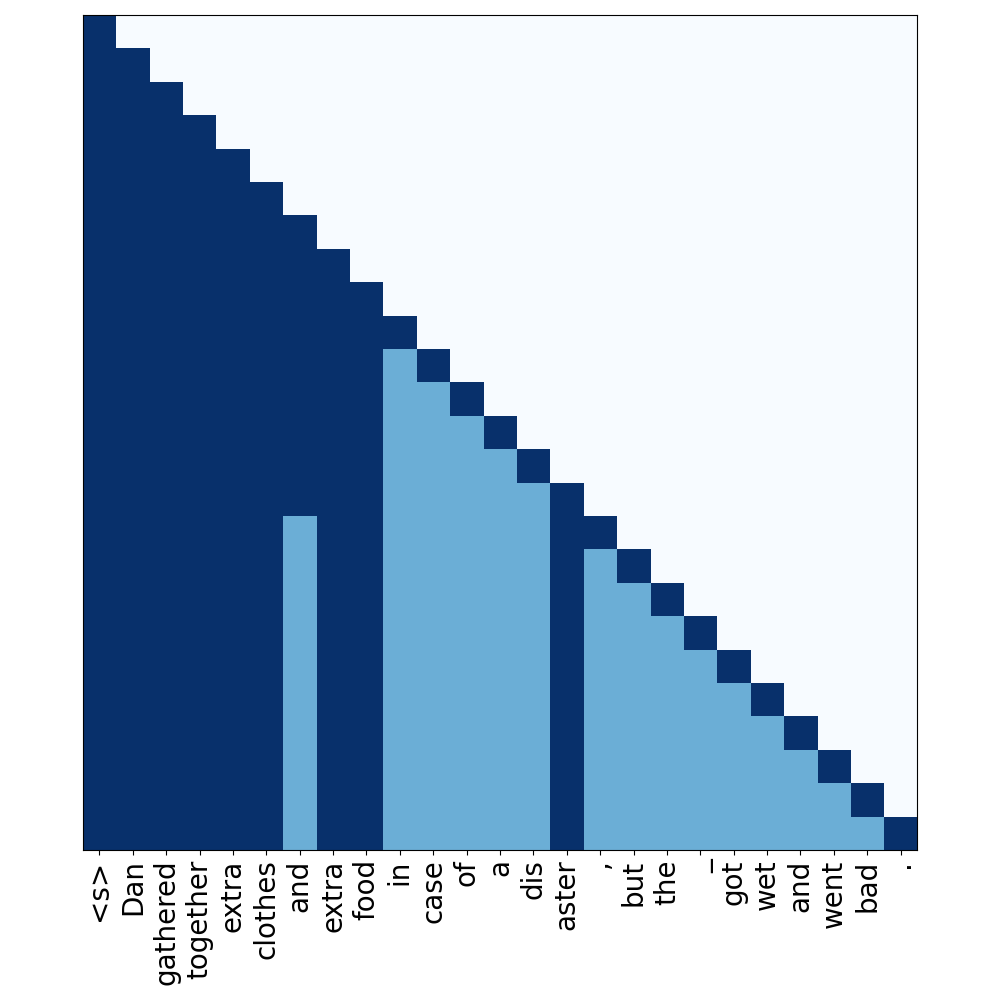 <s> Dan gathered together extra clothes and extra food in case of a dis aster , but the _ got wet and went bad .